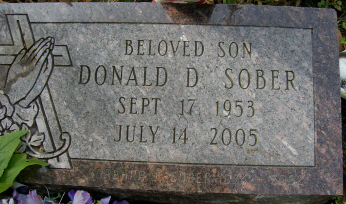 BELOVED SON
DONALD D. SOBER
SEPT. 17, 1953
JULY 14, 2005